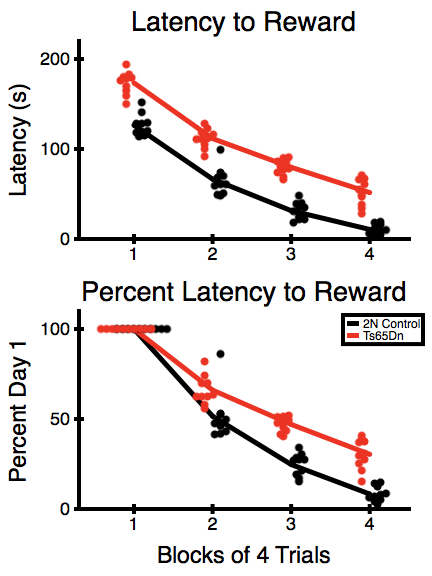 Latency to Reward
Latency (s)
200
100
0
1 2 3 4
Percent Latency to Reward
2N Control
Ts65Dn
Percent Day 1
100
50
0
1 2 3 4
Blocks of 4 Trials